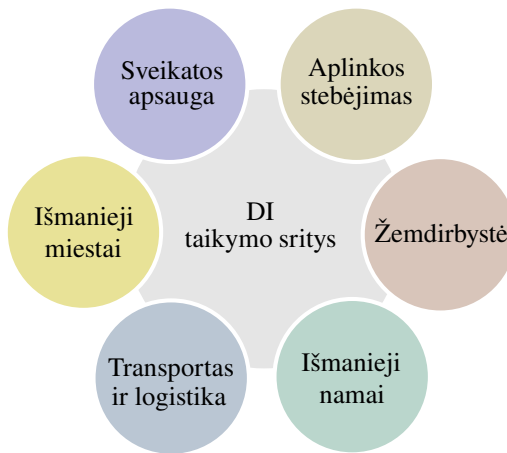 Sveikatos
apsauga
Aplinkos
stebėjimas
Išmanieji
miestai
DI
taikymo sritys
Žemdirbystė
Transportas
ir logistika
Išmanieji
namai